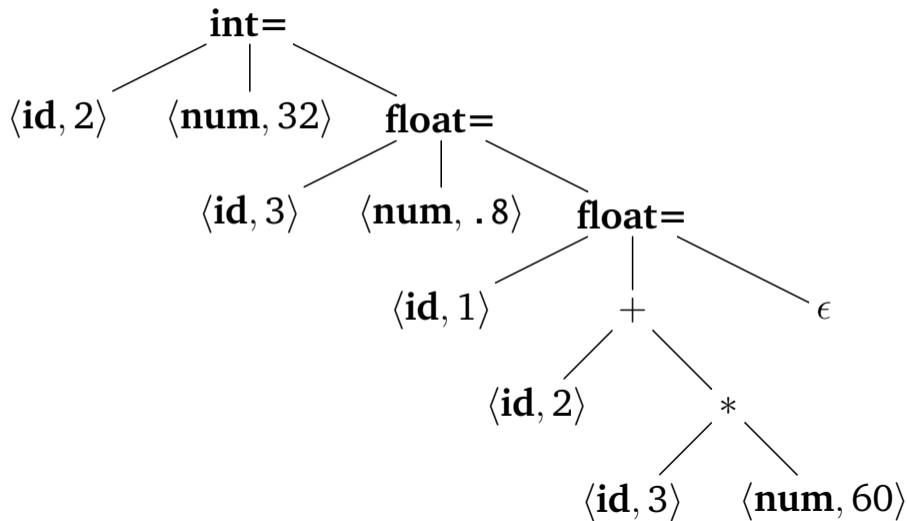 int=
⟨id, 2⟩ ⟨num, 32⟩ float=
⟨id, 3⟩ ⟨num, .8⟩ float=
⟨id, 1⟩ + ϵ
⟨id, 2⟩ *
⟨id, 3⟩ ⟨num, 60⟩